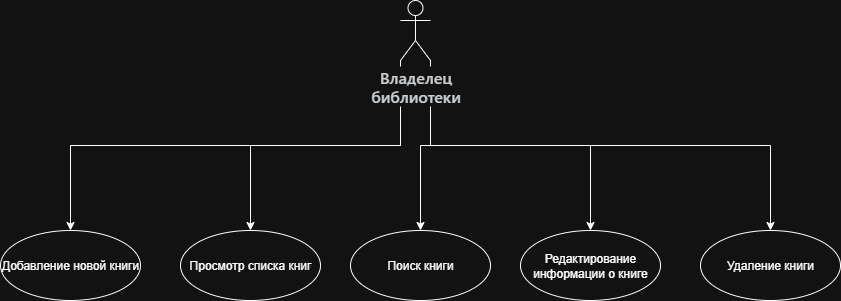 Владелец
библиотеки
Добавление новой книги
Просмотр списка книг
Поиск книги
Редактирование
информации о книге
Удаление книги